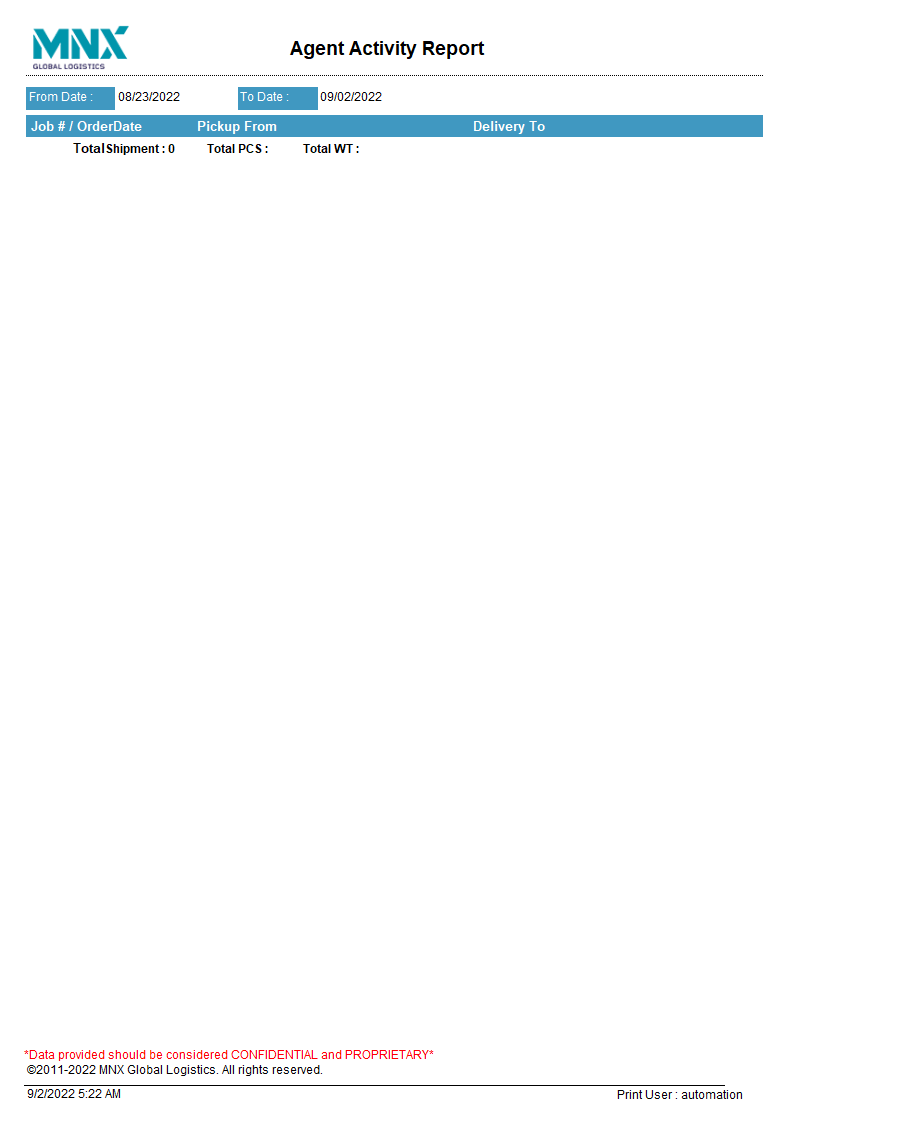 MNX
GLOBAL LOGISTICS
Agent Activity Report
From Date : 08/23/2022 To Date : 09/02/2022
Job # / OrderDate Pickup From Delivery To
Total Shipment : 0 Total PCS : Total WT :
*Data provided should be considered CONFIDENTIAL and PROPRIETARY*
©2011-2022 MNX Global Logistics. All rights reserved.
9/2/2022 5:22 AM Print User : automation